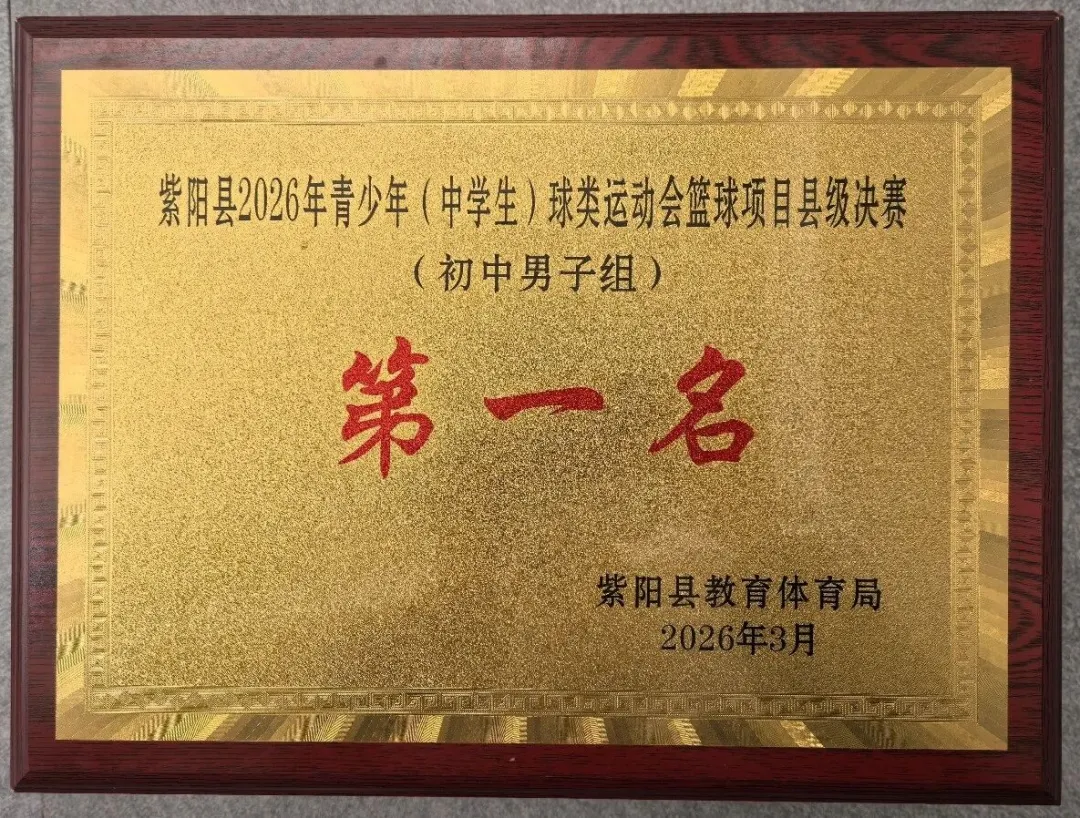 紫阳县2026年青少年（中学生）球类运动会篮球项目县级决赛
（初中男子组）
第一名
紫阳县教育体育局
2026年3月